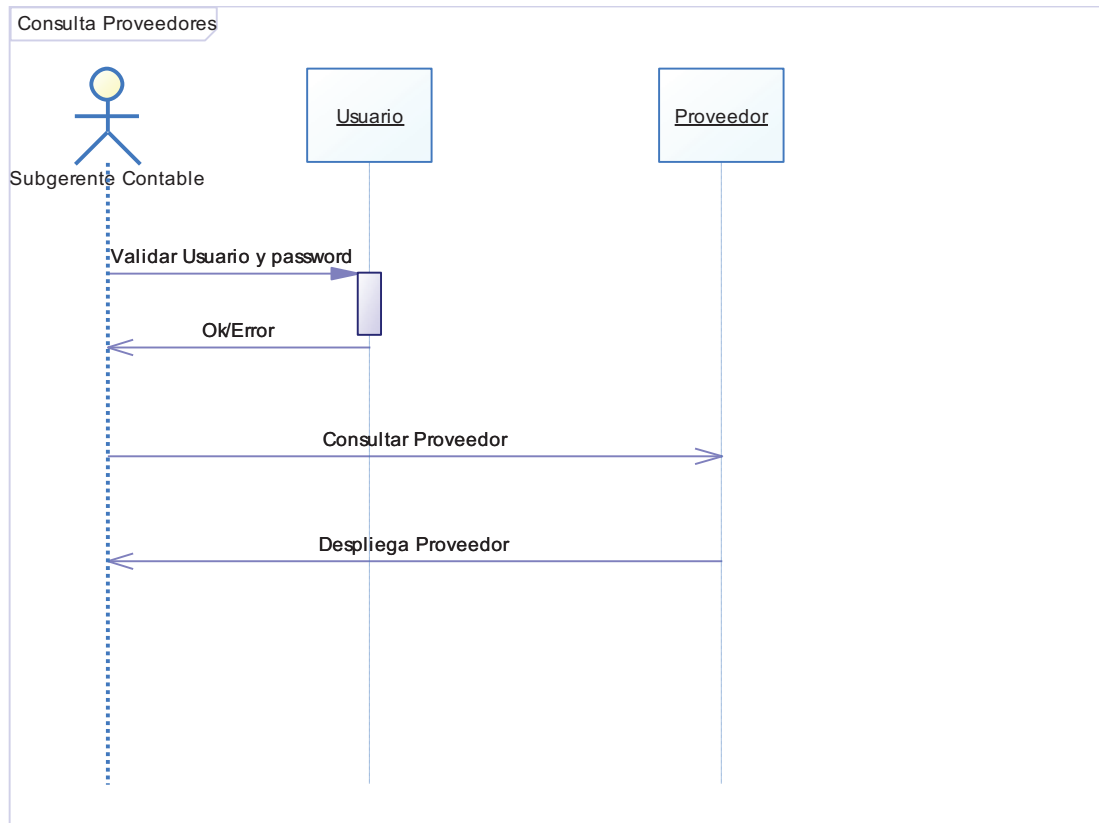 Consulta Proveedores
Usuario
Proveedor
Subgerente Contable
Validar Usuario y password
Ok/Error
Consultar Proveedor
Despliega Proveedor